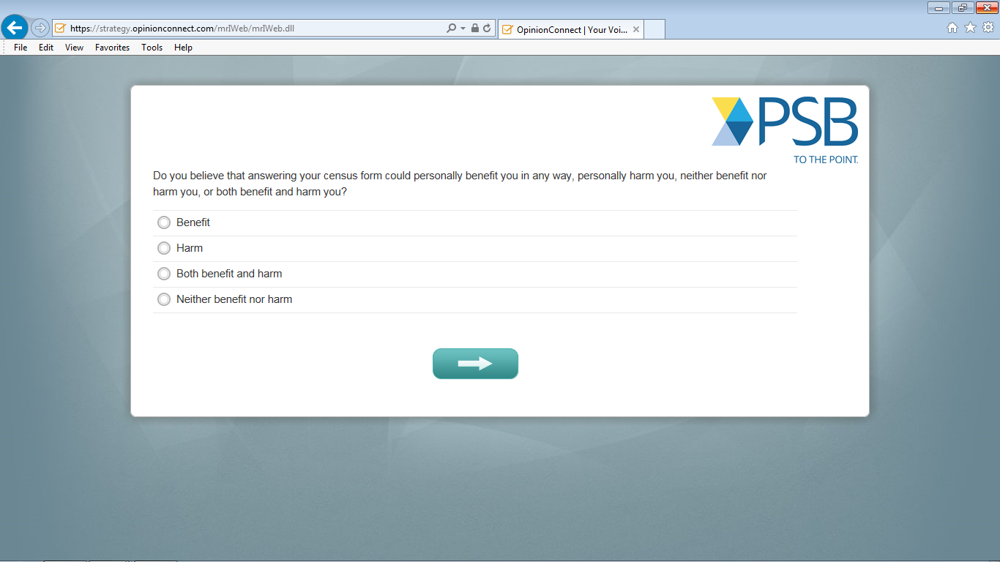 https://strategy.opinionconnect.com/mrIWeb/mrIWeb.dll
OpinionConnect | Your Voi...
File Edit View Favorites Tools Help
PSB
TO THE POINT.
Do you believe that answering your census form could personally benefit you in any way, personally harm you, neither benefit nor
harm you, or both benefit and harm you?
Benefit
Harm
Both benefit and harm
Neither benefit nor harm